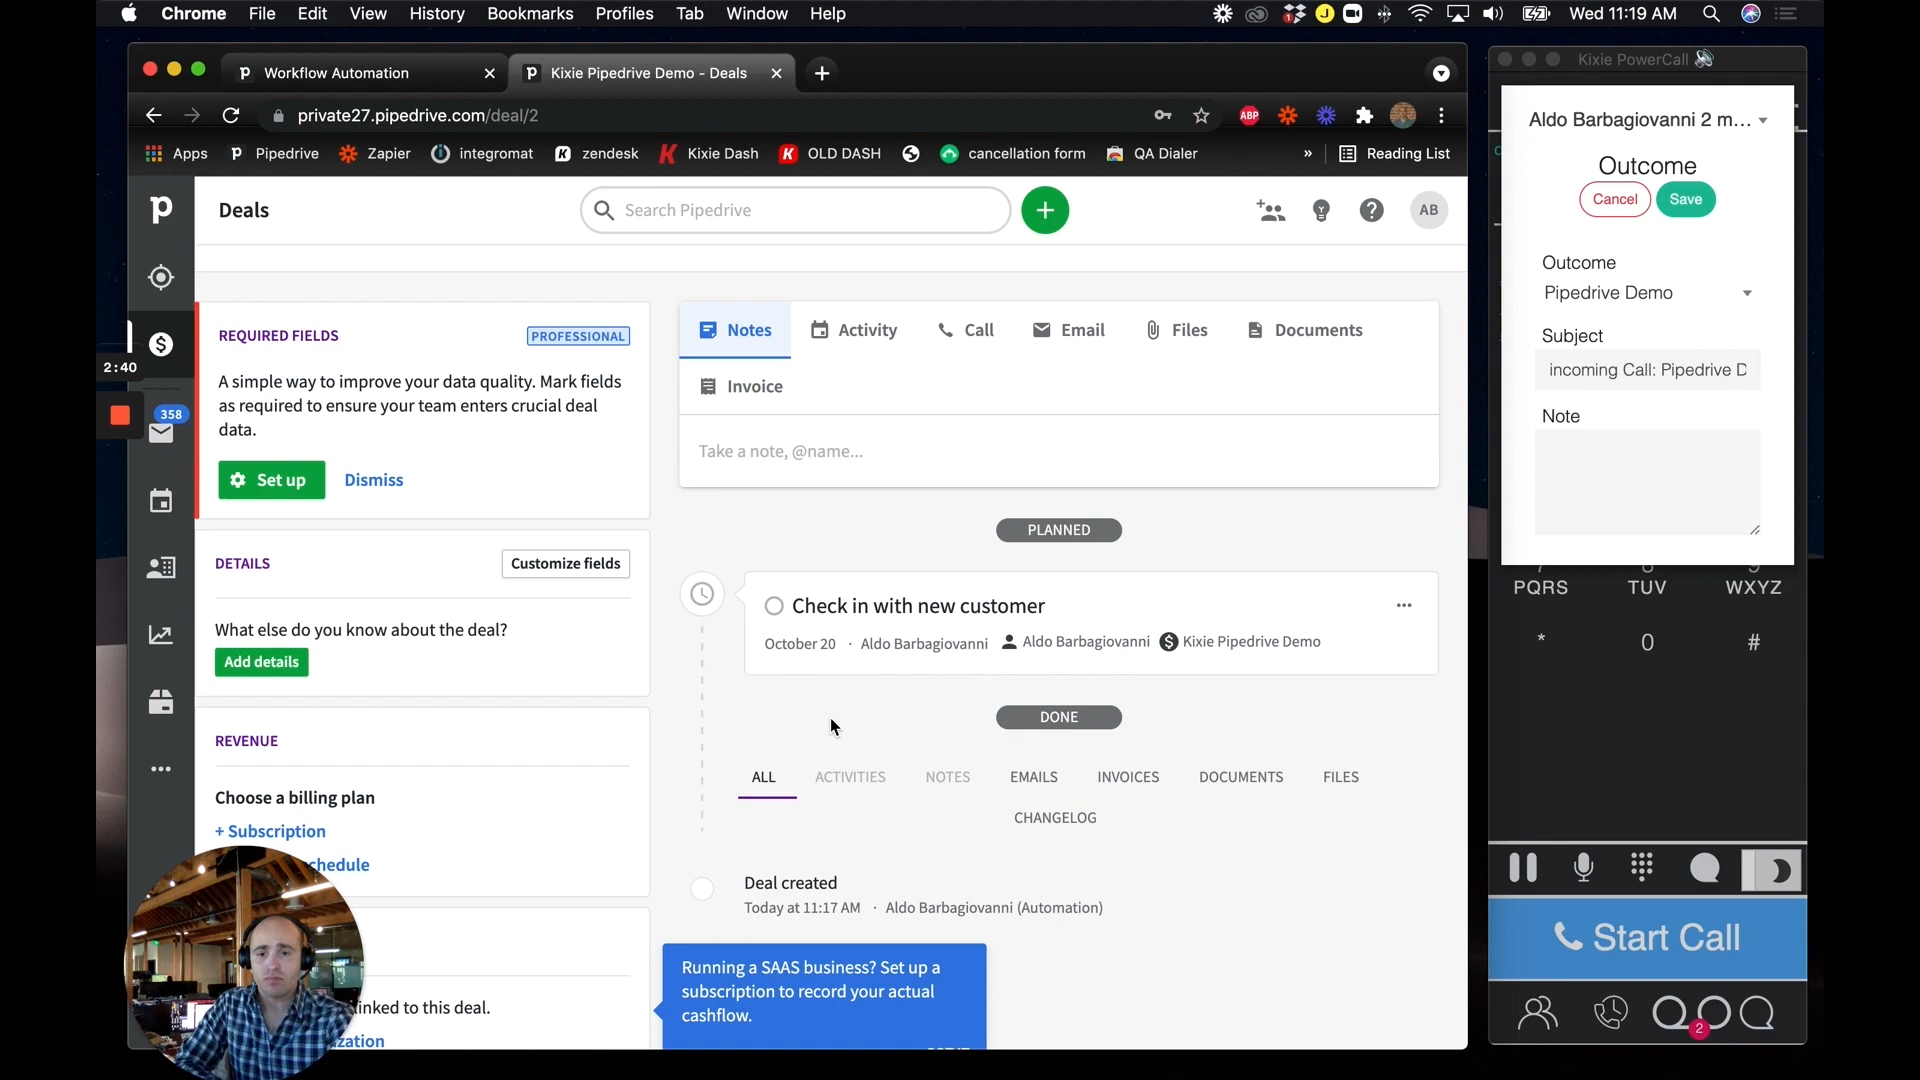 Chrome File Edit View History Bookmarks Profiles Tab Window Help
Wed 11:19 AM
Workflow Automation
Kixie Pipedrive Demo - Deals
private27.pipedrive.com/deal/2
ABP
Apps
Pipedrive
Zapier
integromat
zendesk
Kixie Dash
OLD DASH
cancellation form
QA Dialer
»
Reading List
Deals
Search Pipedrive
AB
2:40
358
REQUIRED FIELDS
PROFESSIONAL
A simple way to improve your data quality. Mark fields
as required to ensure your team enters crucial deal
data.
Set up
Dismiss
DETAILS
Customize fields
What else do you know about the deal?
Add details
REVENUE
Choose a billing plan
+ Subscription
chedule
linked to this deal.
zation
Notes
Activity
Call
Email
Files
Documents
Invoice
Take a note, @name...
PLANNED
Check in with new customer
October 20 · Aldo Barbagiovanni Aldo Barbagiovanni Kixie Pipedrive Demo
DONE
ALL
ACTIVITIES
NOTES
EMAILS
INVOICES
DOCUMENTS
FILES
CHANGELOG
Deal created
Today at 11:17 AM · Aldo Barbagiovanni (Automation)
Running a SAAS business? Set up a
subscription to record your actual
cashflow.
Kixie PowerCall
Aldo Barbagiovanni 2 m...
Outcome
Cancel
Save
Outcome
Pipedrive Demo
Subject
incoming Call: Pipedrive D
Note
PQRS
TUV
WXYZ
*
0
#
Start Call
2